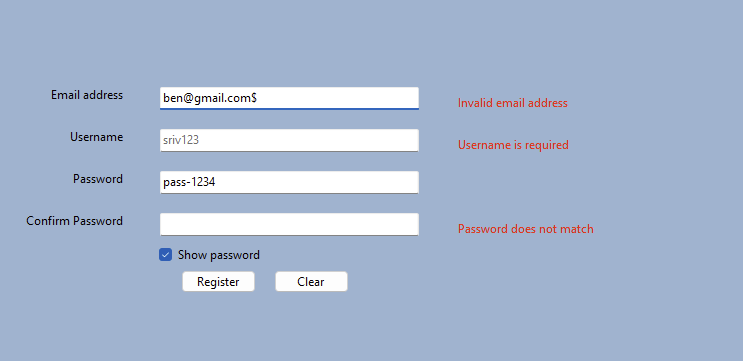 Email address ben@gmail.com$ Invalid email address
Username sriv123 Username is required
Password pass-1234
Confirm Password Password does not match
Show password
Register Clear